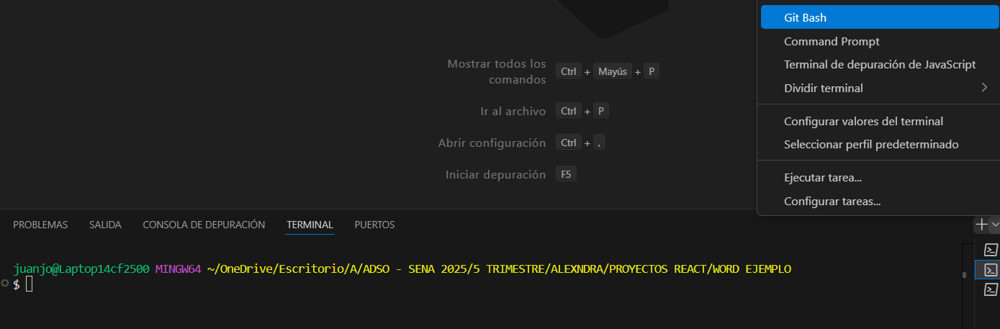 Git Bash
Command Prompt
Terminal de depuración de JavaScript
Dividir terminal
Configurar valores del terminal
Seleccionar perfil predeterminado
Ejecutar tarea...
Configurar tareas...
Mostrar todos los
comandos
Ctrl + Mayús + P
Ir al archivo Ctrl + P
Abrir configuración Ctrl + ,
Iniciar depuración F5
PROBLEMAS SALIDA CONSOLA DE DEPURACIÓN TERMINAL PUERTOS
juanjo@Laptop14cf2500 MINGW64 ~/OneDrive/Escritorio/A/ADSO - SENA 2025/5 TRIMESTRE/ALEXNDRA/PROYECTOS REACT/WORD EJEMPLO
$